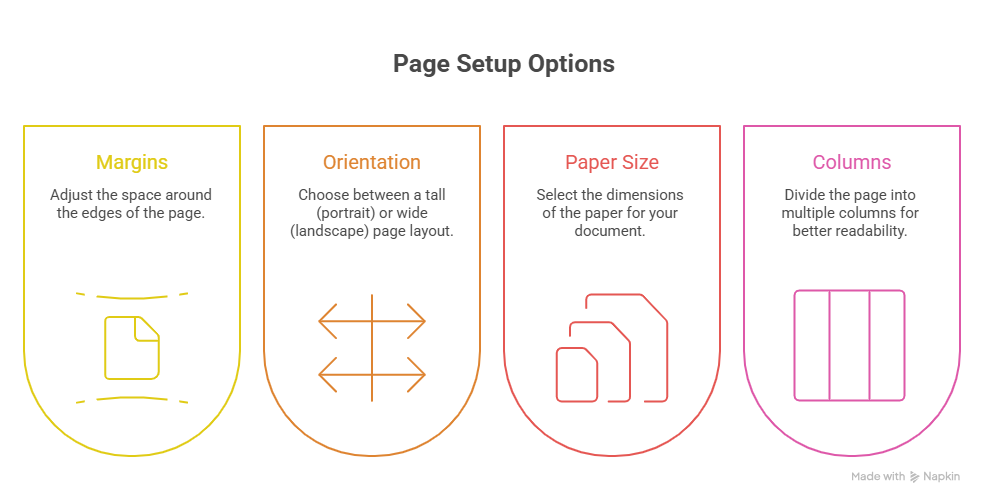 Page Setup Options
Margins
Adjust the space around
the edges of the page.
Orientation
Choose between a tall
(portrait) or wide
(landscape) page layout.
Paper Size
Select the dimensions
of the paper for your
document.
Columns
Divide the page into
multiple columns for
better readability.
Made with Napkin